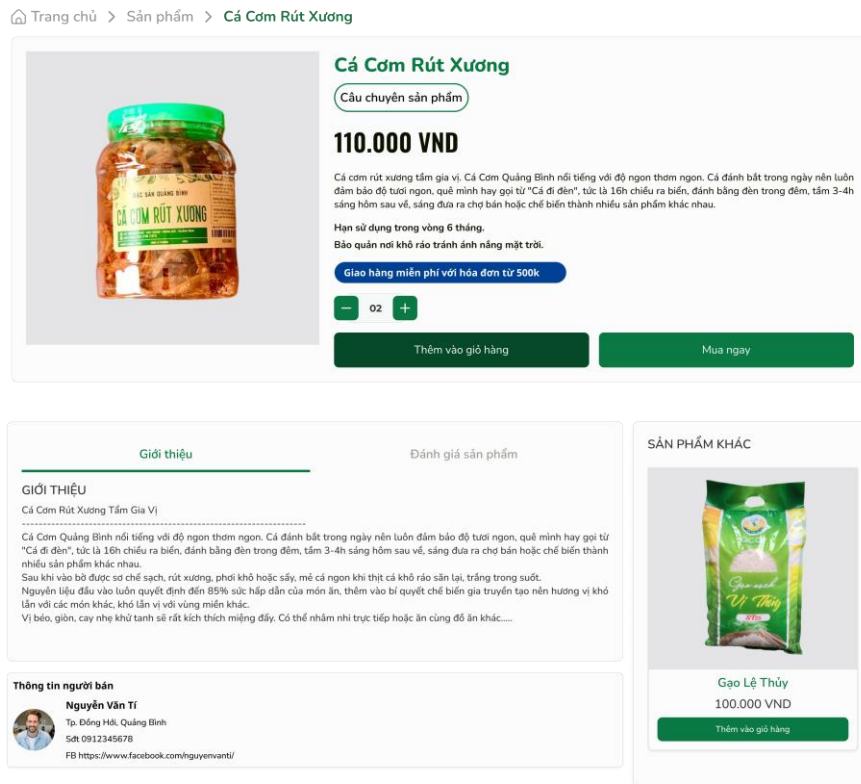 Trang chủ > Sản phẩm > Cá Cơm Rút Xương
Cá Cơm Rút Xương
Câu chuyên sản phẩm
110.000 VND
Cá cơm rút xương tẩm gia vị. Cá Cơm Quảng Bình nổi tiếng với độ ngon thơm ngon. Cá đánh bắt trong ngày nên luôn
đảm bảo độ tươi ngon, quê mình hay gọi từ "Cá đi đèn", tức là 16h chiều ra biển, đánh bằng đèn trong đêm, tầm 3-4h
sáng hôm sau về, sáng đưa ra chợ bán hoặc chế biến thành nhiều sản phẩm khác nhau.
Hạn sử dụng trong vòng 6 tháng.
Bảo quản nơi khô ráo tránh ánh nắng mặt trời.
Giao hàng miễn phí với hóa đơn từ 500k
− 02 +
Thêm vào giỏ hàng
Mua ngay
ĐẶC SẢN QUẢNG BÌNH
CÁ CƠM RÚT XƯƠNG
Giới thiệu
Đánh giá sản phẩm
GIỚI THIỆU
Cá Cơm Rút Xương Tẩm Gia Vị
--------------------------------------------------------------------
Cá Cơm Quảng Bình nổi tiếng với độ ngon thơm ngon. Cá đánh bắt trong ngày nên luôn đảm bảo độ tươi ngon, quê mình hay gọi từ
"Cá đi đèn", tức là 16h chiều ra biển, đánh bằng đèn trong đêm, tầm 3-4h sáng hôm sau về, sáng đưa ra chợ bán hoặc chế biến thành
nhiều sản phẩm khác nhau.
Sau khi vào bờ được sơ chế sạch, rút xương, phơi khô hoặc sấy, mẻ cá ngon khi thịt cá khô ráo săn lại, trắng trong suốt.
Nguyên liệu đầu vào luôn quyết định đến 85% sức hấp dẫn của món ăn, thêm vào bí quyết chế biến gia truyền tạo nên hương vị khó
lẫn với các món khác, khó lẫn vị với vùng miền khác.
Vị béo, giòn, cay nhẹ khử tanh sẽ rất kích thích miệng đấy. Có thể nhâm nhi trực tiếp hoặc ăn cùng đồ ăn khác.....
Thông tin người bán
Nguyễn Văn Tí
Tp. Đồng Hới, Quảng Bình
Sđt 0912345678
FB https://www.facebook.com/nguyenvanti/
SẢN PHẨM KHÁC
Gạo sạch
Vị Thủy
Gạo Lệ Thủy
100.000 VND
Thêm vào giỏ hàng